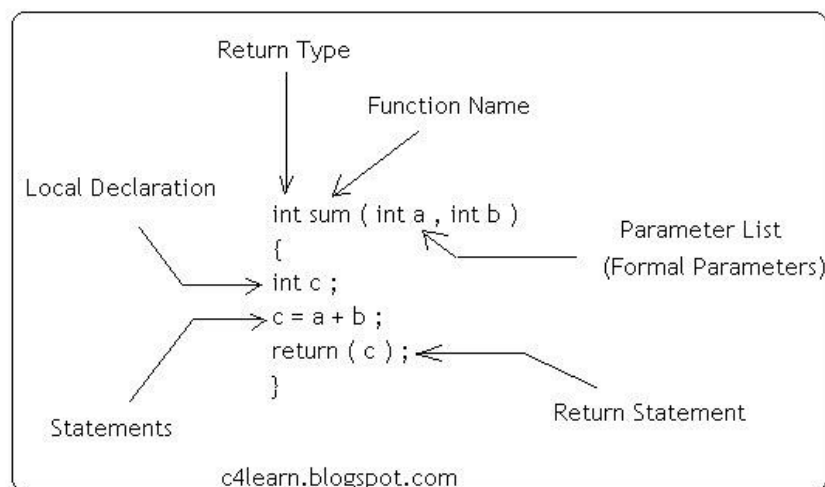 Return Type
Function Name
Local Declaration
int sum ( int a , int b )
Parameter List
(Formal Parameters)
{
int c ;
c = a + b ;
return ( c ) ;
}
Return Statement
Statements
c4learn.blogspot.com